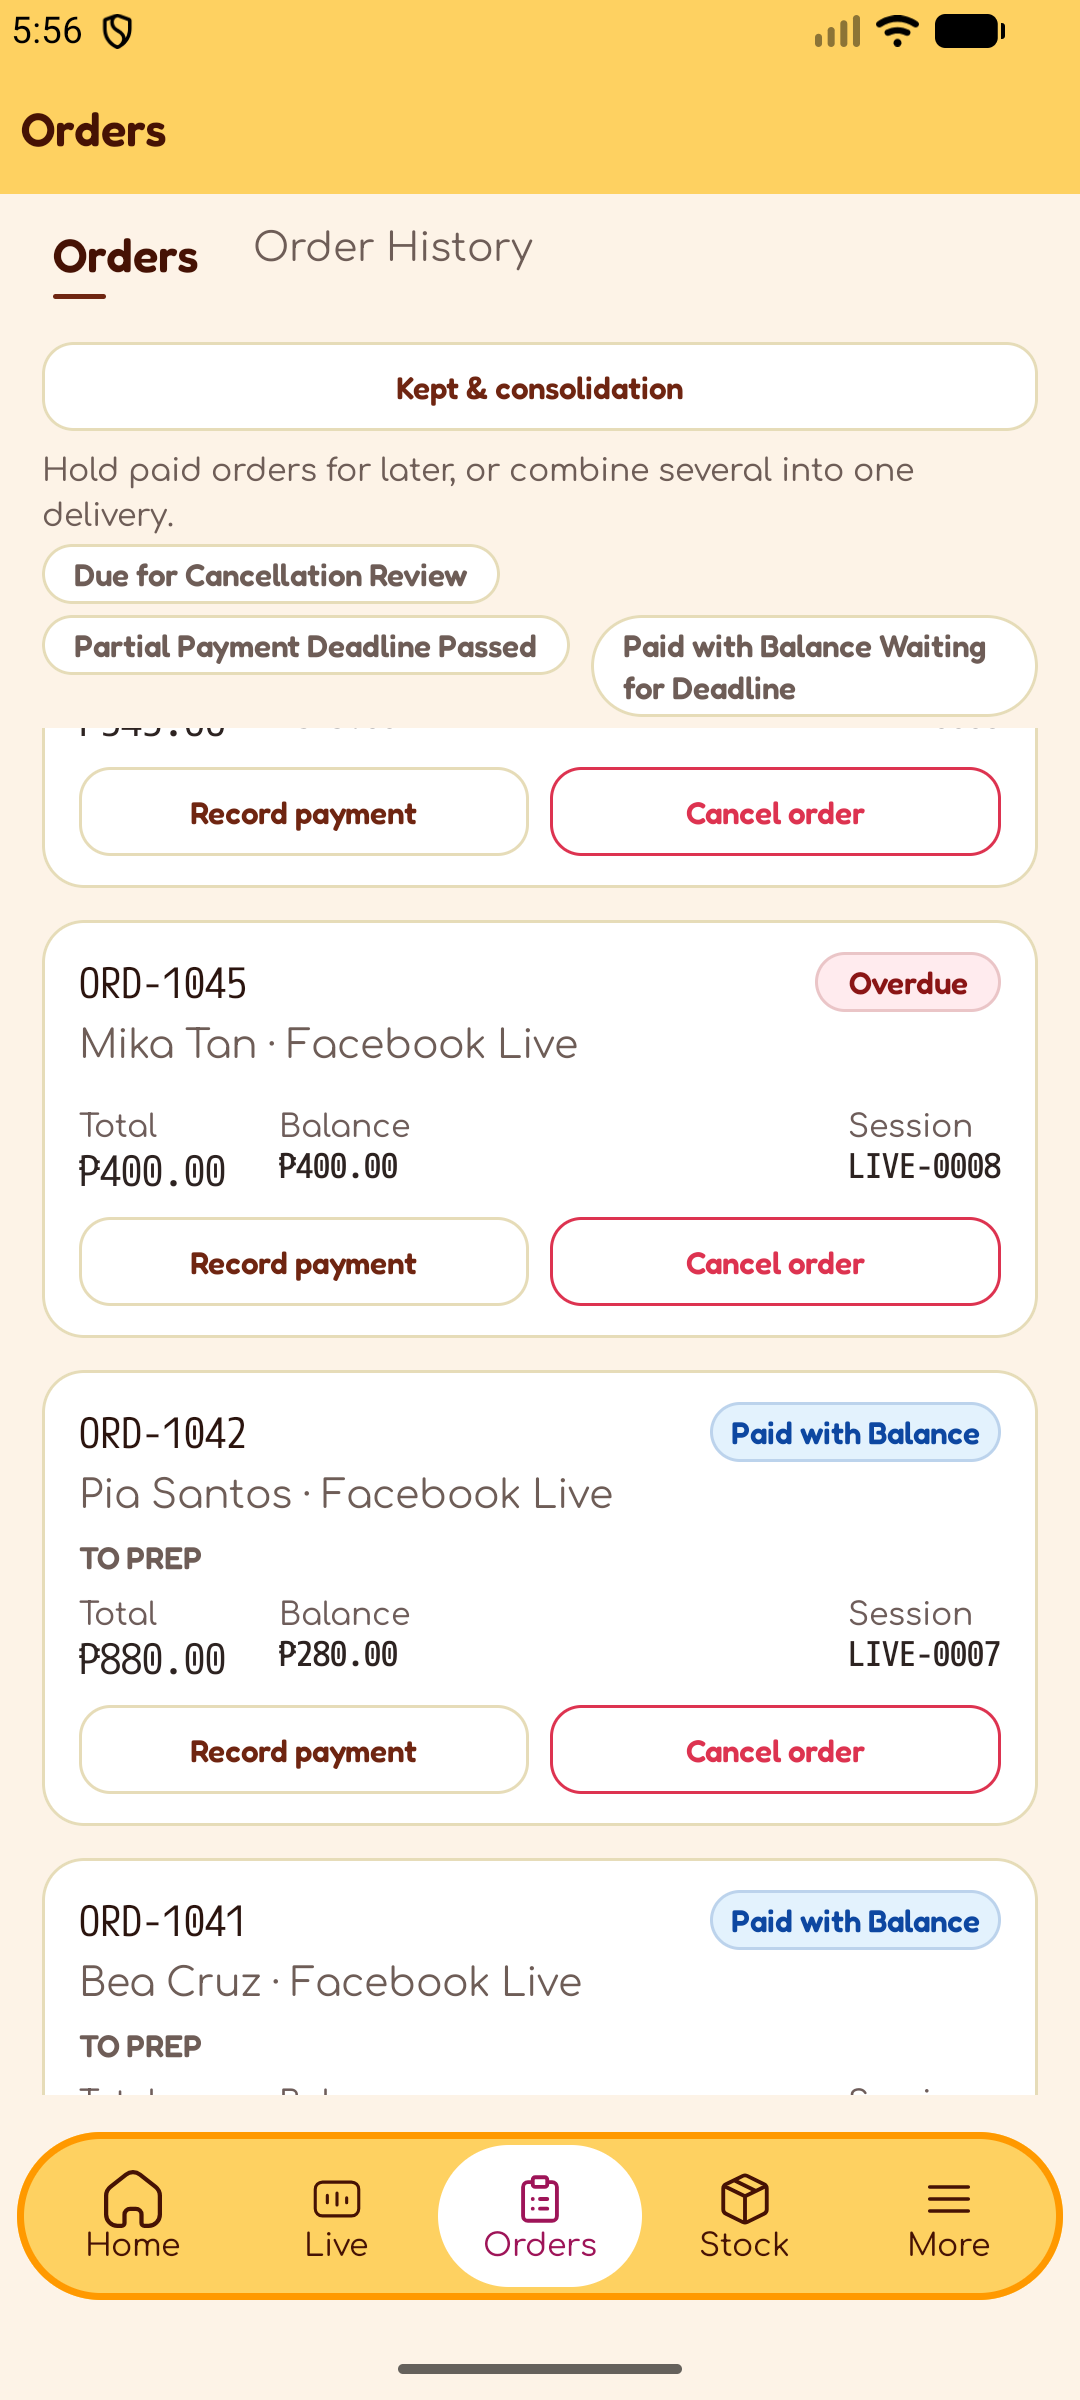 5:56
Orders
Orders
Order History
Kept & consolidation
Hold paid orders for later, or combine several into one
delivery.
Due for Cancellation Review
Partial Payment Deadline Passed
Paid with Balance Waiting
for Deadline
Record payment
Cancel order
ORD-1045
Overdue
Mika Tan · Facebook Live
Total
Balance
Session
₱400.00
₱400.00
LIVE-0008
Record payment
Cancel order
ORD-1042
Paid with Balance
Pia Santos · Facebook Live
TO PREP
Total
Balance
Session
₱880.00
₱280.00
LIVE-0007
Record payment
Cancel order
ORD-1041
Paid with Balance
Bea Cruz · Facebook Live
TO PREP
Home
Live
Orders
Stock
More